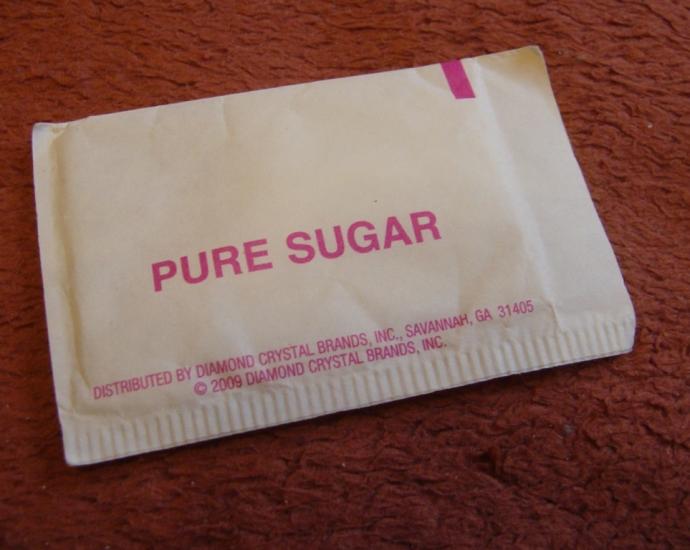 PURE SUGAR
DISTRIBUTED BY DIAMOND CRYSTAL BRANDS, INC., SAVANNAH, GA 31405
© 2009 DIAMOND CRYSTAL BRANDS, INC.